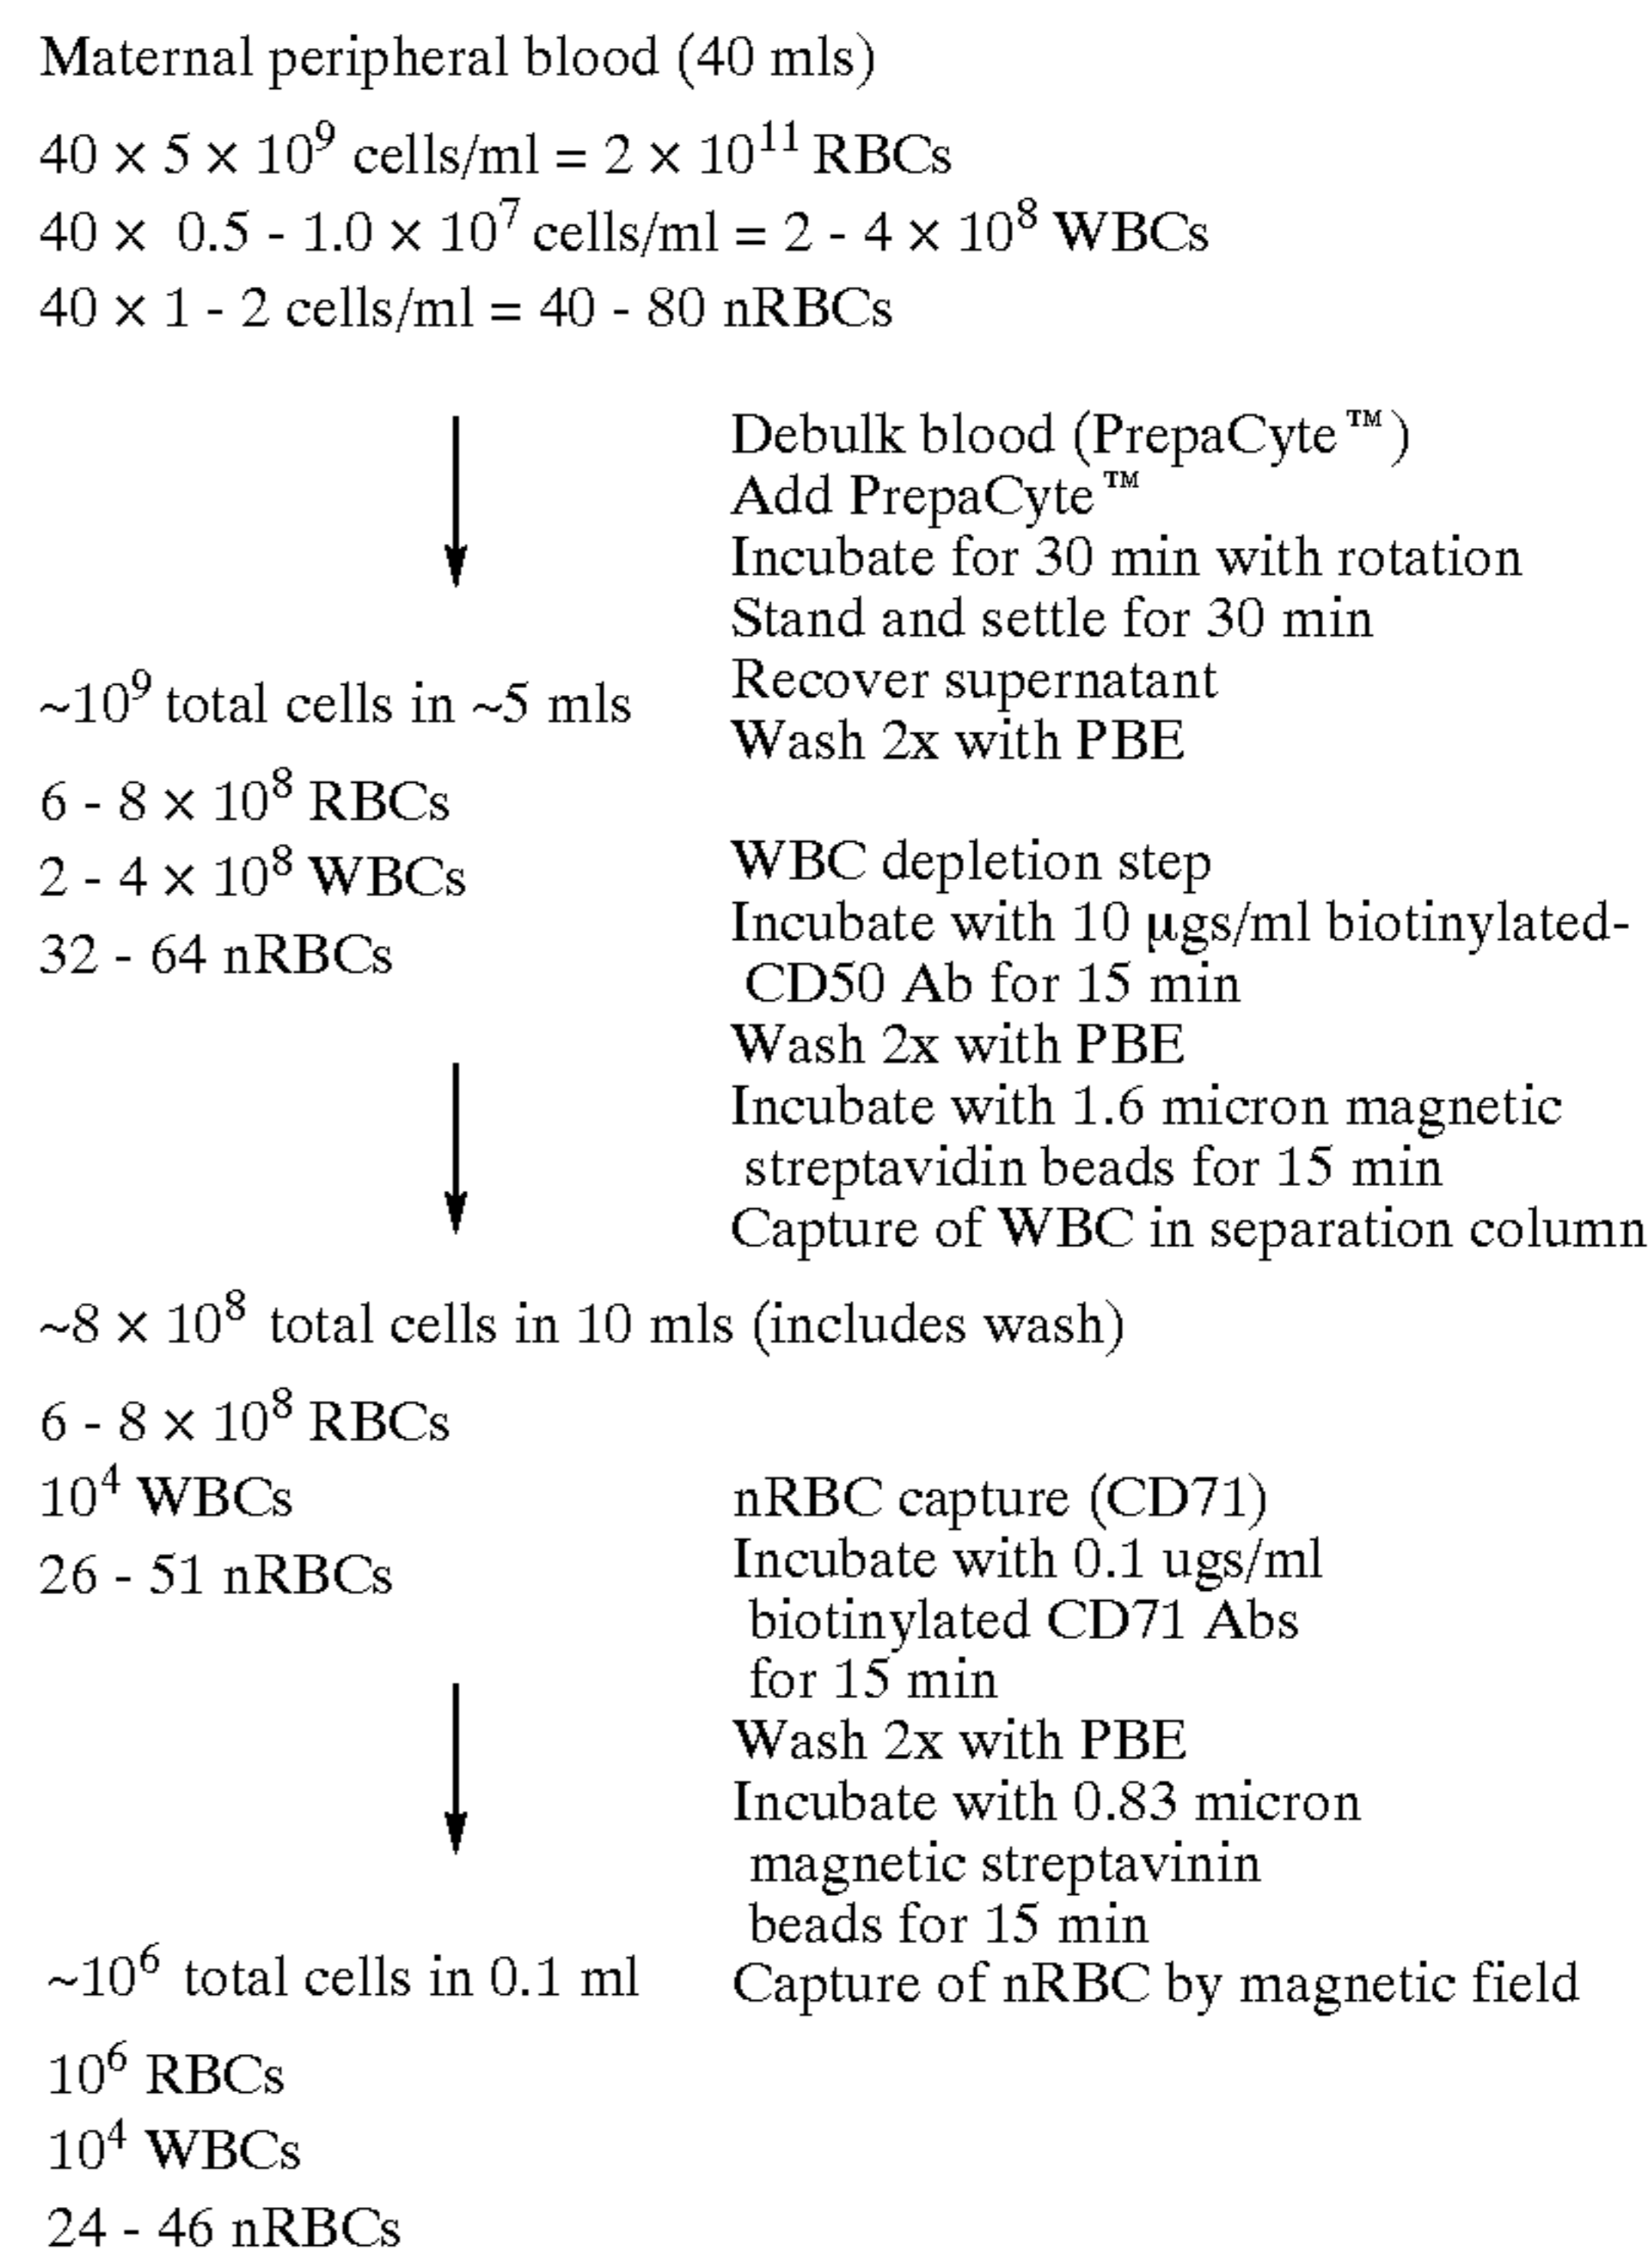 Maternal peripheral blood (40 mls)
40 × 5 × 10⁹ cells/ml = 2 × 10¹¹ RBCs
40 × 0.5 - 1.0 × 10⁷ cells/ml = 2 - 4 × 10⁸ WBCs
40 × 1 - 2 cells/ml = 40 - 80 nRBCs
Debulk blood (PrepaCyte™)
Add PrepaCyte™
Incubate for 30 min with rotation
Stand and settle for 30 min
Recover supernatant
Wash 2x with PBE
~10⁹ total cells in ~5 mls
6 - 8 × 10⁸ RBCs
2 - 4 × 10⁸ WBCs
32 - 64 nRBCs
WBC depletion step
Incubate with 10 μgs/ml biotinylated-
CD50 Ab for 15 min
Wash 2x with PBE
Incubate with 1.6 micron magnetic
streptavidin beads for 15 min
Capture of WBC in separation column
~8 × 10⁸ total cells in 10 mls (includes wash)
6 - 8 × 10⁸ RBCs
10⁴ WBCs
26 - 51 nRBCs
nRBC capture (CD71)
Incubate with 0.1 ugs/ml
biotinylated CD71 Abs
for 15 min
Wash 2x with PBE
Incubate with 0.83 micron
magnetic streptavinin
beads for 15 min
Capture of nRBC by magnetic field
~10⁶ total cells in 0.1 ml
10⁶ RBCs
10⁴ WBCs
24 - 46 nRBCs